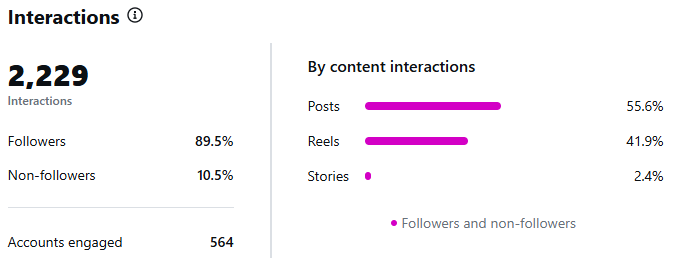 Interactions
2,229
Interactions
Followers 89.5%
Non-followers 10.5%
Accounts engaged 564
By content interactions
Posts 55.6%
Reels 41.9%
Stories 2.4%
Followers and non-followers